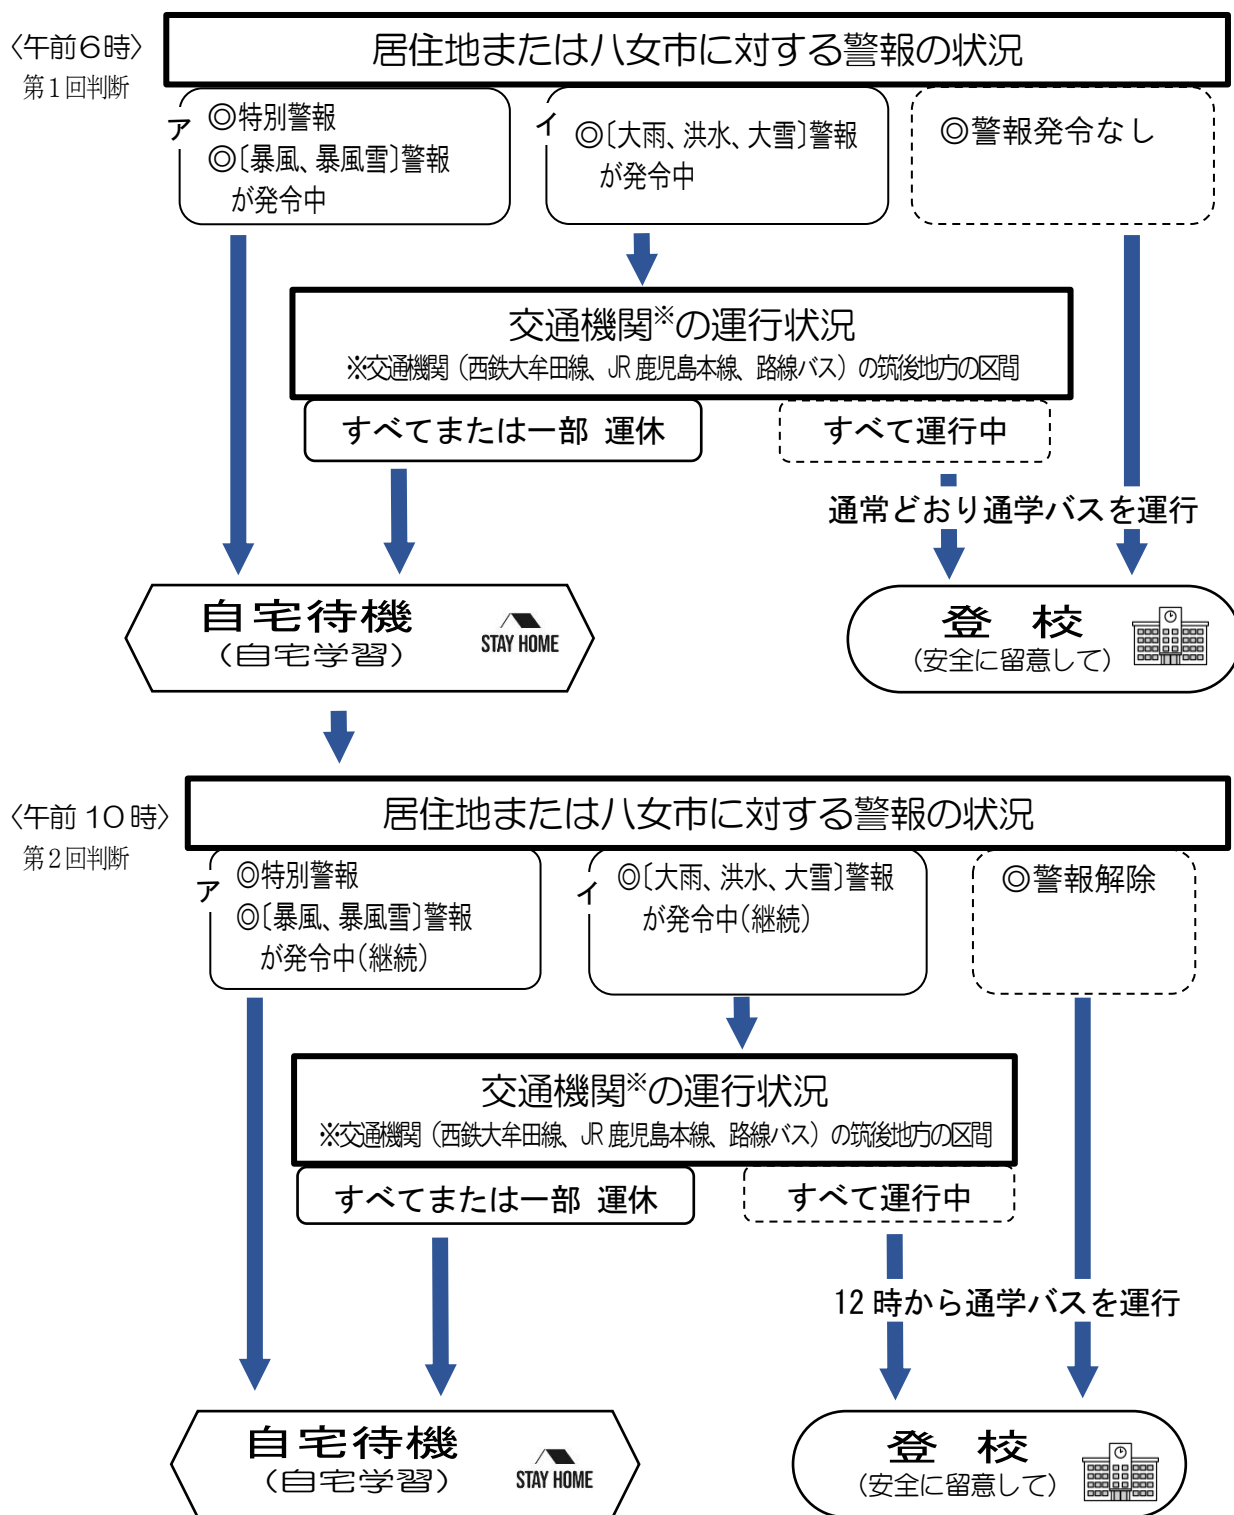 〈午前6時〉
第1回判断
居住地または八女市に対する警報の状況
ア
◎特別警報
◎〔暴風、暴風雪〕警報
が発令中
イ
◎〔大雨、洪水、大雪〕警報
が発令中
◎警報発令なし
交通機関※の運行状況
※交通機関（西鉄大牟田線、JR鹿児島本線、路線バス）の筑後地方の区間
すべてまたは一部 運休
すべて運行中
通常どおり通学バスを運行
自宅待機
（自宅学習）
STAY HOME
登 校
（安全に留意して）
〈午前10時〉
第2回判断
居住地または八女市に対する警報の状況
ア
◎特別警報
◎〔暴風、暴風雪〕警報
が発令中（継続）
イ
◎〔大雨、洪水、大雪〕警報
が発令中（継続）
◎警報解除
交通機関※の運行状況
※交通機関（西鉄大牟田線、JR鹿児島本線、路線バス）の筑後地方の区間
すべてまたは一部 運休
すべて運行中
12時から通学バスを運行
自宅待機
（自宅学習）
STAY HOME
登 校
（安全に留意して）